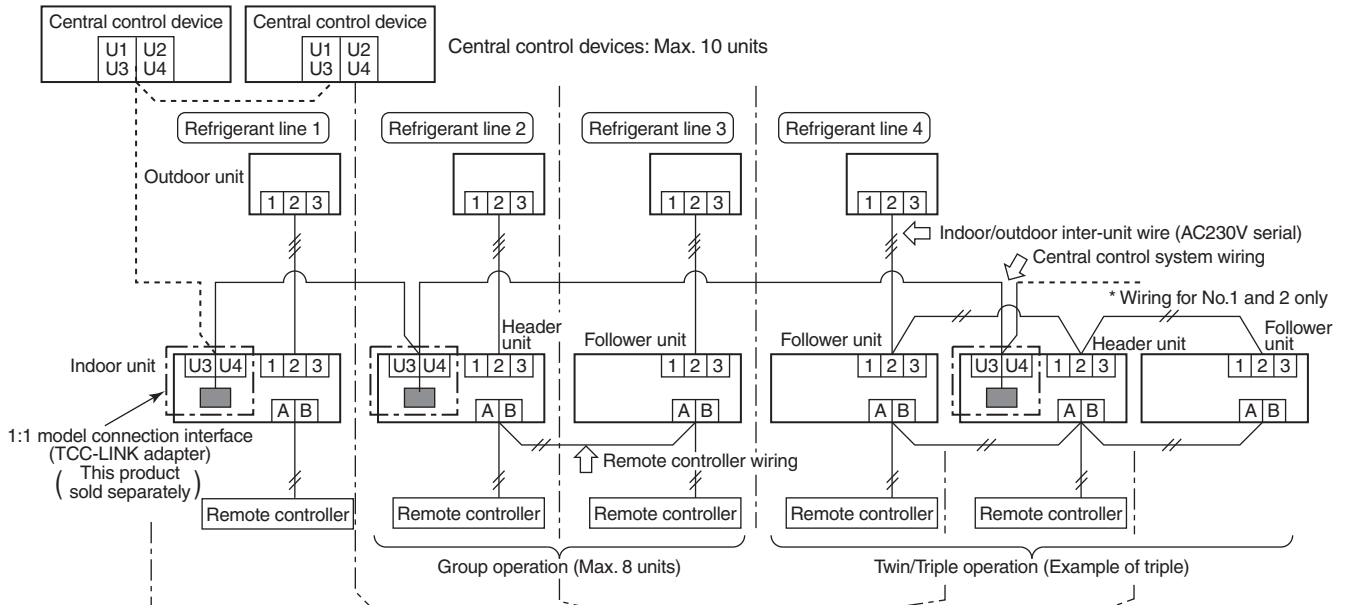 Central control device
U1 U2
U3 U4
Central control device
U1 U2
U3 U4
Central control devices: Max. 10 units
Refrigerant line 1
Refrigerant line 2
Refrigerant line 3
Refrigerant line 4
Outdoor unit
1 2 3
1 2 3
1 2 3
1 2 3
Indoor/outdoor inter-unit wire (AC230V serial)
Central control system wiring
* Wiring for No.1 and 2 only
Indoor unit
U3 U4
1 2 3
A B
Header
unit
U3 U4
1 2 3
A B
Follower unit
1 2 3
A B
Follower unit
1 2 3
A B
Header unit
U3 U4
1 2 3
A B
Follower
unit
1 2 3
A B
1:1 model connection interface
(TCC-LINK adapter)
( This product
sold separately )
Remote controller wiring
Remote controller
Remote controller
Remote controller
Remote controller
Remote controller
Group operation (Max. 8 units)
Twin/Triple operation (Example of triple)